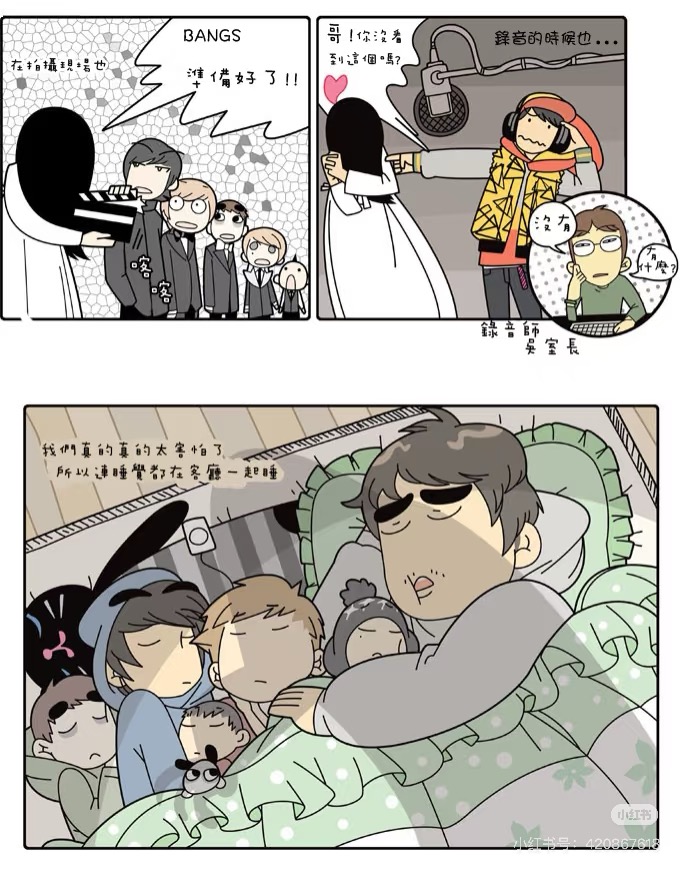 在拍攝現場也
BANGS
準備好了!!
喀
喀
哥!你沒看
到這個嗎?
錄音的時候也...
沒有
有
什麼?
錄音師
吳室長
我們真的真的太害怕了
所以連睡覺都在客廳一起睡
小红书
小红书号：420867618